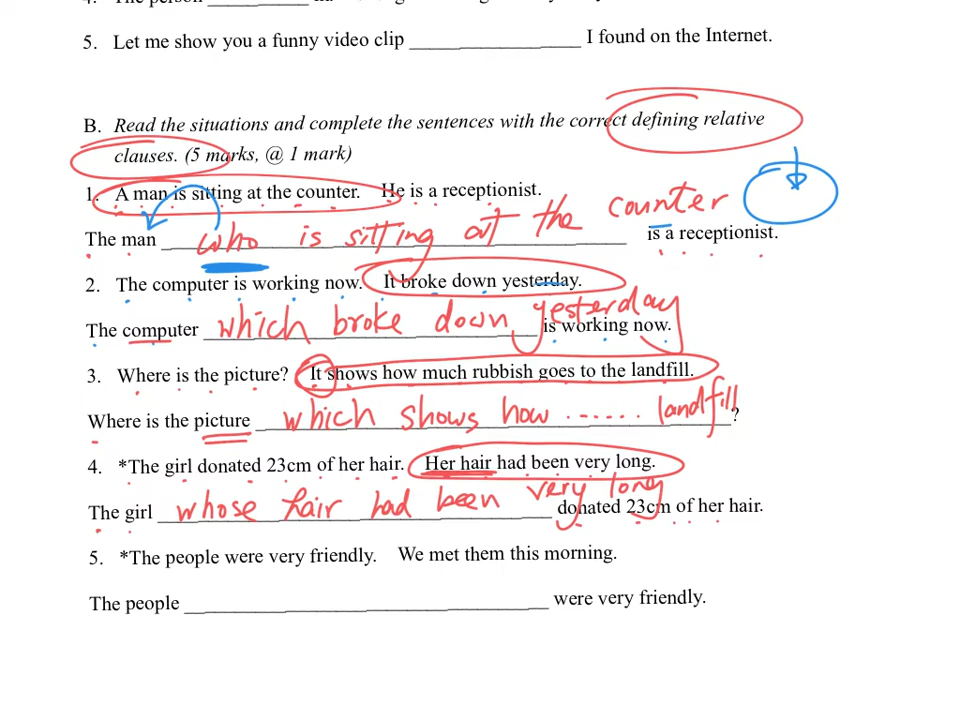 4. The person ________
5. Let me show you a funny video clip ________________ I found on the Internet.
B. Read the situations and complete the sentences with the correct defining relative
clauses. (5 marks, @ 1 mark)
1. A man is sitting at the counter. He is a receptionist.
The man who is sitting at the counter is a receptionist.
2. The computer is working now. It broke down yesterday.
The computer which broke down yesterday is working now.
3. Where is the picture? It shows how much rubbish goes to the landfill.
Where is the picture which shows how ...... landfill?
4. *The girl donated 23cm of her hair. Her hair had been very long.
The girl whose hair had been very long donated 23cm of her hair.
5. *The people were very friendly. We met them this morning.
The people ________________ were very friendly.